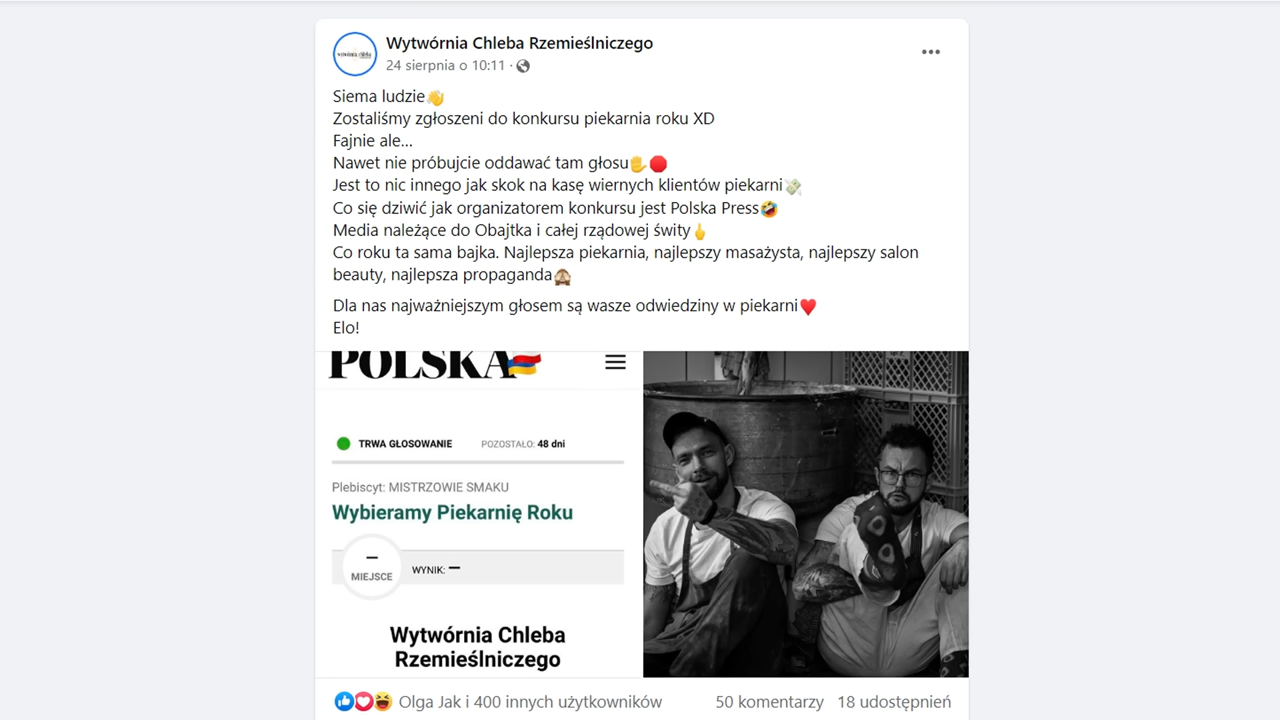 wytwórnia chleba
Wytwórnia Chleba Rzemieślniczego
24 sierpnia o 10:11 ·
Siema ludzie👋
Zostaliśmy zgłoszeni do konkursu piekarnia roku XD
Fajnie ale...
Nawet nie próbujcie oddawać tam głosu✋🛑
Jest to nic innego jak skok na kasę wiernych klientów piekarni💸
Co się dziwić jak organizatorem konkursu jest Polska Press🤣
Media należące do Obajtka i całej rządowej świty🖕
Co roku ta sama bajka. Najlepsza piekarnia, najlepszy masażysta, najlepszy salon
beauty, najlepsza propaganda🙈
Dla nas najważniejszym głosem są wasze odwiedziny w piekarni❤️
Elo!
POLSKA
TRWA GŁOSOWANIE POZOSTAŁO: 48 dni
Plebiscyt: MISTRZOWIE SMAKU
Wybieramy Piekarnię Roku
–
MIEJSCE
WYNIK: –
Wytwórnia Chleba
Rzemieślniczego
Olga Jak i 400 innych użytkowników 50 komentarzy 18 udostępnień